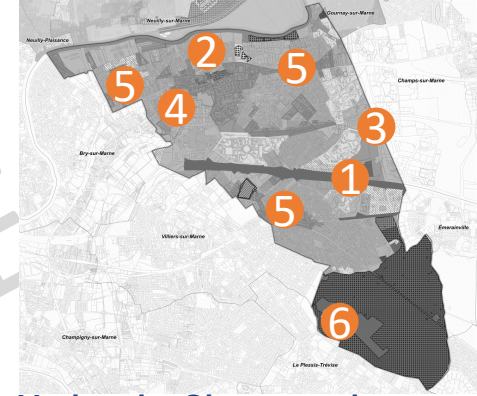 Neuilly-sur-Marne
Gournay-sur-Marne
Neuilly-Plaisance
2
5
5
Champs-sur-Marne
4
3
Bry-sur-Marne
1
5
Villiers-sur-Marne
Émerainville
6
Champigny-sur-Marne
Le Plessis-Trévise